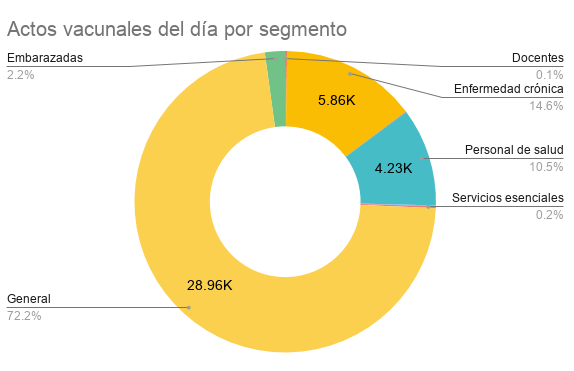 Actos vacunales del día por segmento
Embarazadas
2.2%
Docentes
0.1%
Enfermedad crónica
14.6%
5.86K
Personal de salud
10.5%
4.23K
Servicios esenciales
0.2%
28.96K
General
72.2%